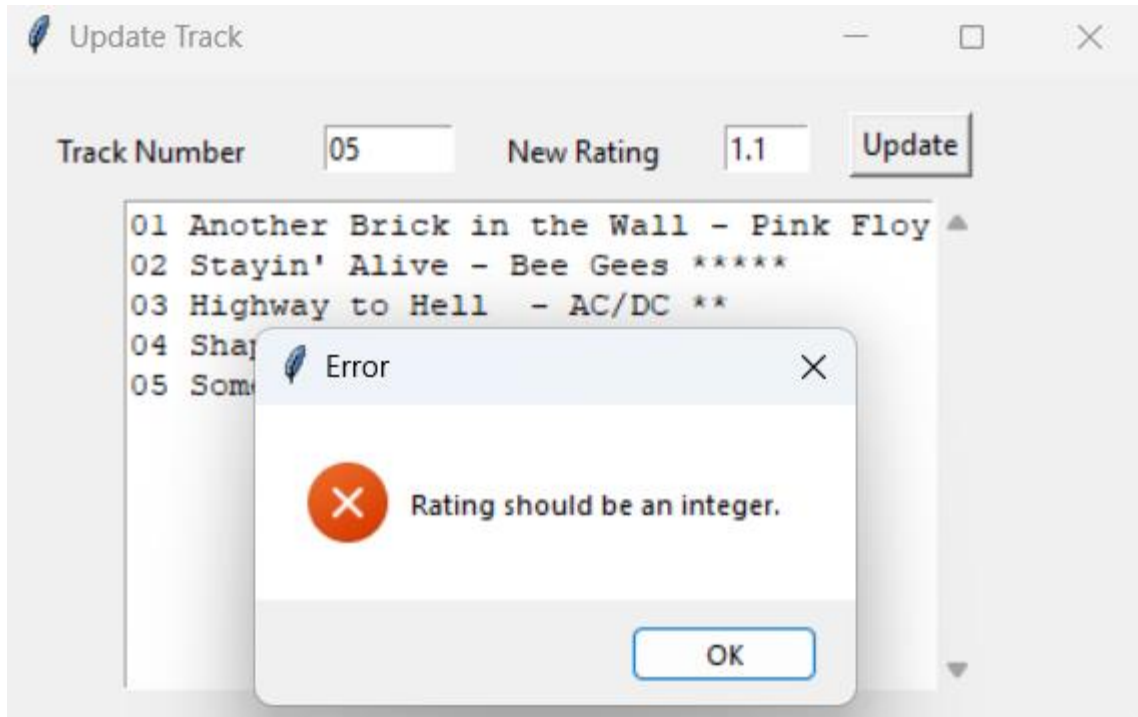 Update Track
Track Number 05 New Rating 1.1 Update
01 Another Brick in the Wall - Pink Floy
02 Stayin' Alive - Bee Gees *****
03 Highway to Hell  - AC/DC **
04
05
Error
Rating should be an integer.
OK